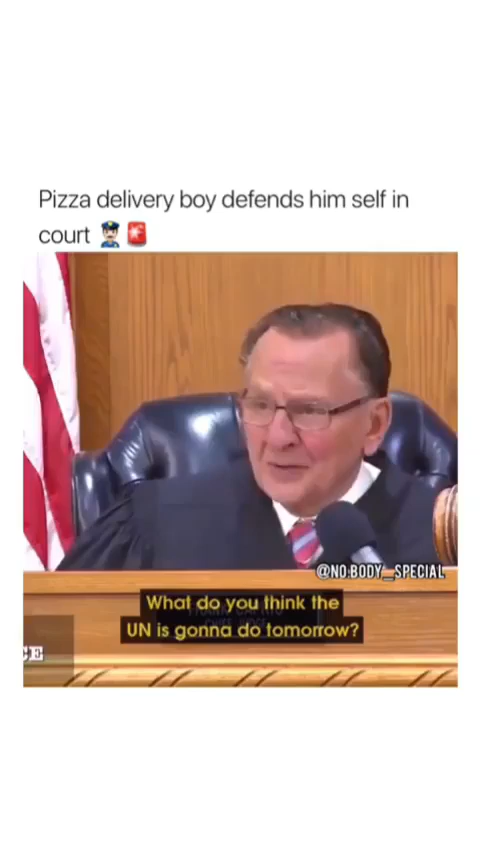 Pizza delivery boy defends him self in
court 👮🏻‍♂️🚨
@NO.BODY__SPECIAL
What do you think the
UN is gonna do tomorrow?